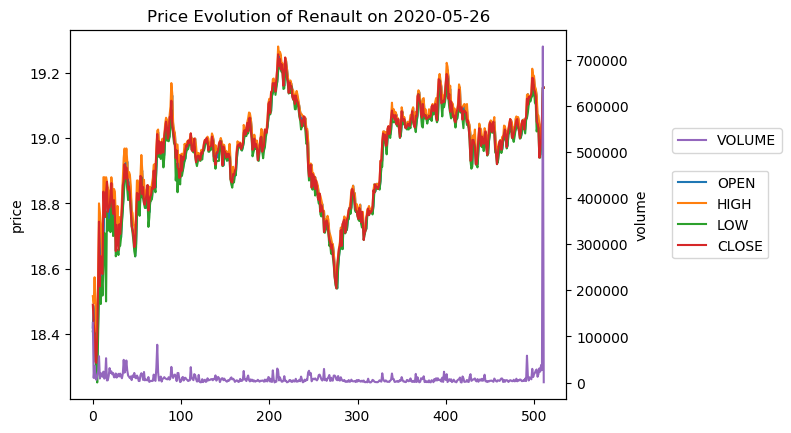 Price Evolution of Renault on 2020-05-26
price
19.2
19.0
18.8
18.6
18.4
0
100
200
300
400
500
700000
600000
500000
400000
300000
200000
100000
0
volume
VOLUME
OPEN
HIGH
LOW
CLOSE